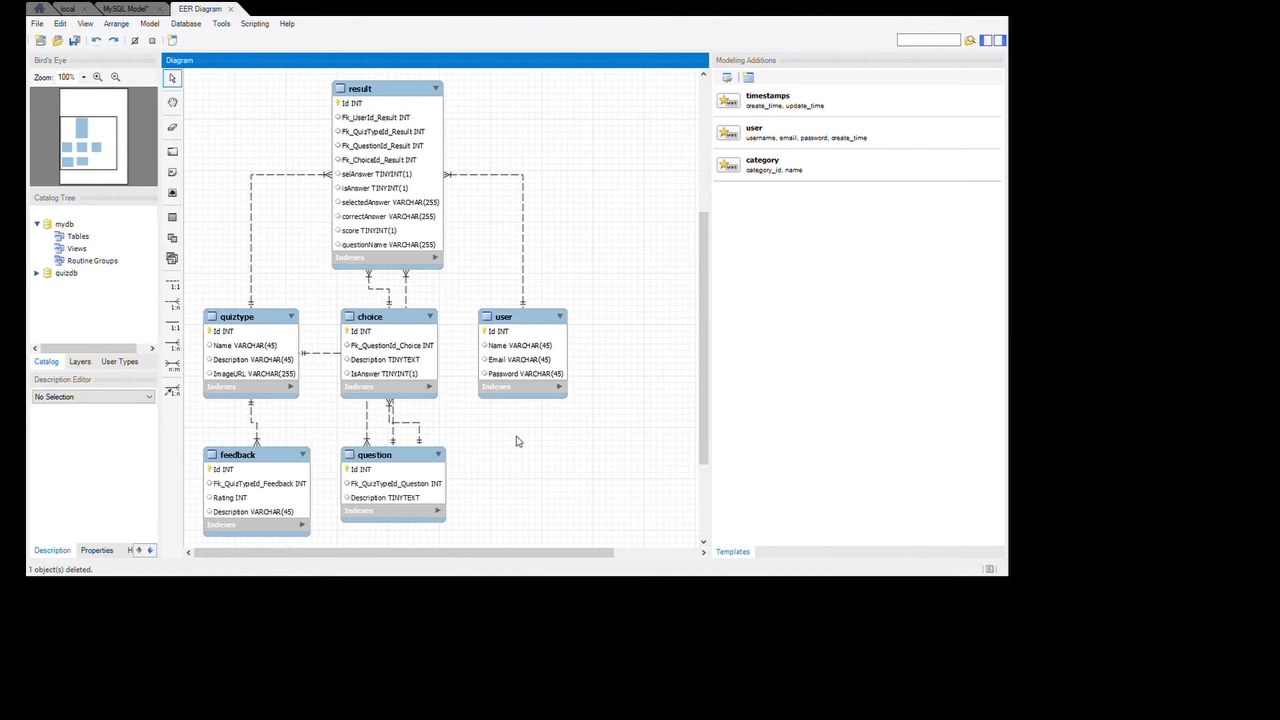 local
MySQL Model*
EER Diagram
File Edit View Arrange Model Database Tools Scripting Help
Bird's Eye
Zoom: 100%
Catalog Tree
mydb
Tables
Views
Routine Groups
quizdb
Catalog Layers User Types
Description Editor
No Selection
Description Properties H
1 object(s) deleted.
Diagram
1:1
1:n
1:1
1:n
n:m
1:n
result
Id INT
Fk_UserId_Result INT
Fk_QuizTypeId_Result INT
Fk_QuestionId_Result INT
Fk_ChoiceId_Result INT
selAnswer TINYINT(1)
isAnswer TINYINT(1)
selectedAnswer VARCHAR(255)
correctAnswer VARCHAR(255)
score TINYINT(1)
questionName VARCHAR(255)
Indexes
quiztype
Id INT
Name VARCHAR(45)
Description VARCHAR(45)
ImageURL VARCHAR(255)
Indexes
choice
Id INT
Fk_QuestionId_Choice INT
Description TINYTEXT
IsAnswer TINYINT(1)
Indexes
user
Id INT
Name VARCHAR(45)
Email VARCHAR(45)
Password VARCHAR(45)
Indexes
feedback
Id INT
Fk_QuizTypeId_Feedback INT
Rating INT
Description VARCHAR(45)
Indexes
question
Id INT
Fk_QuizTypeId_Question INT
Description TINYTEXT
Indexes
Modeling Additions
timestamps
create_time, update_time
user
username, email, password, create_time
category
category_id, name
Templates